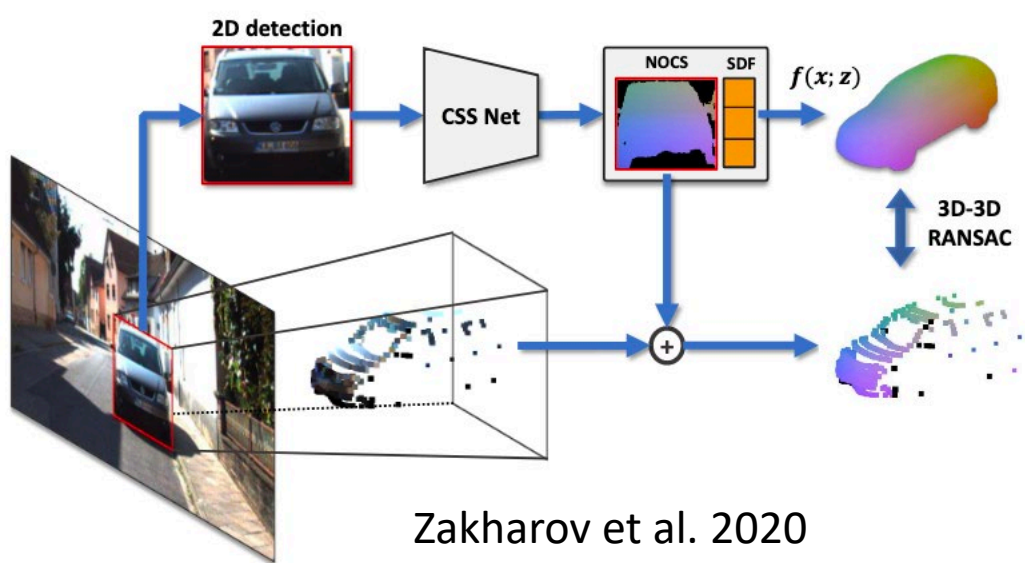 2D detection
CSS Net
NOCS
SDF
f(x; z)
3D-3D
RANSAC
+
Zakharov et al. 2020